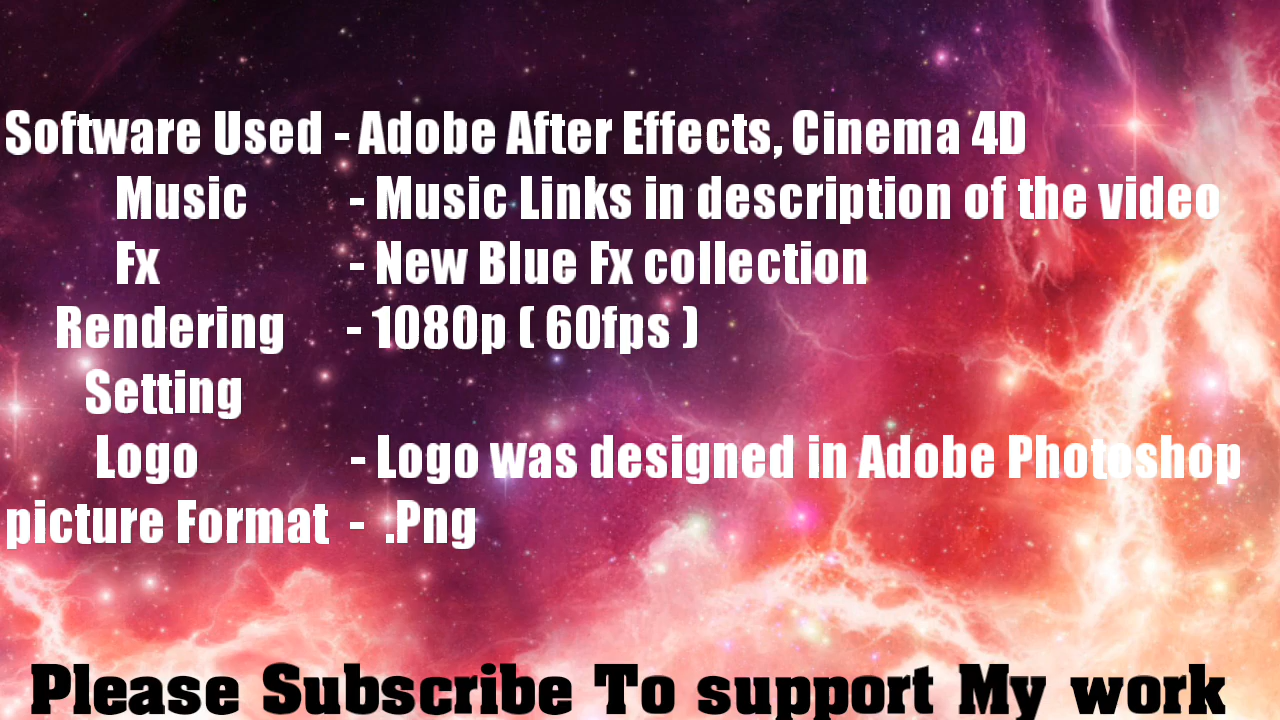 Software Used - Adobe After Effects, Cinema 4D
Music - Music Links in description of the video
Fx - New Blue Fx collection
Rendering - 1080p ( 60fps )
Setting
Logo - Logo was designed in Adobe Photoshop
picture Format - .Png
Please Subscribe To support My work